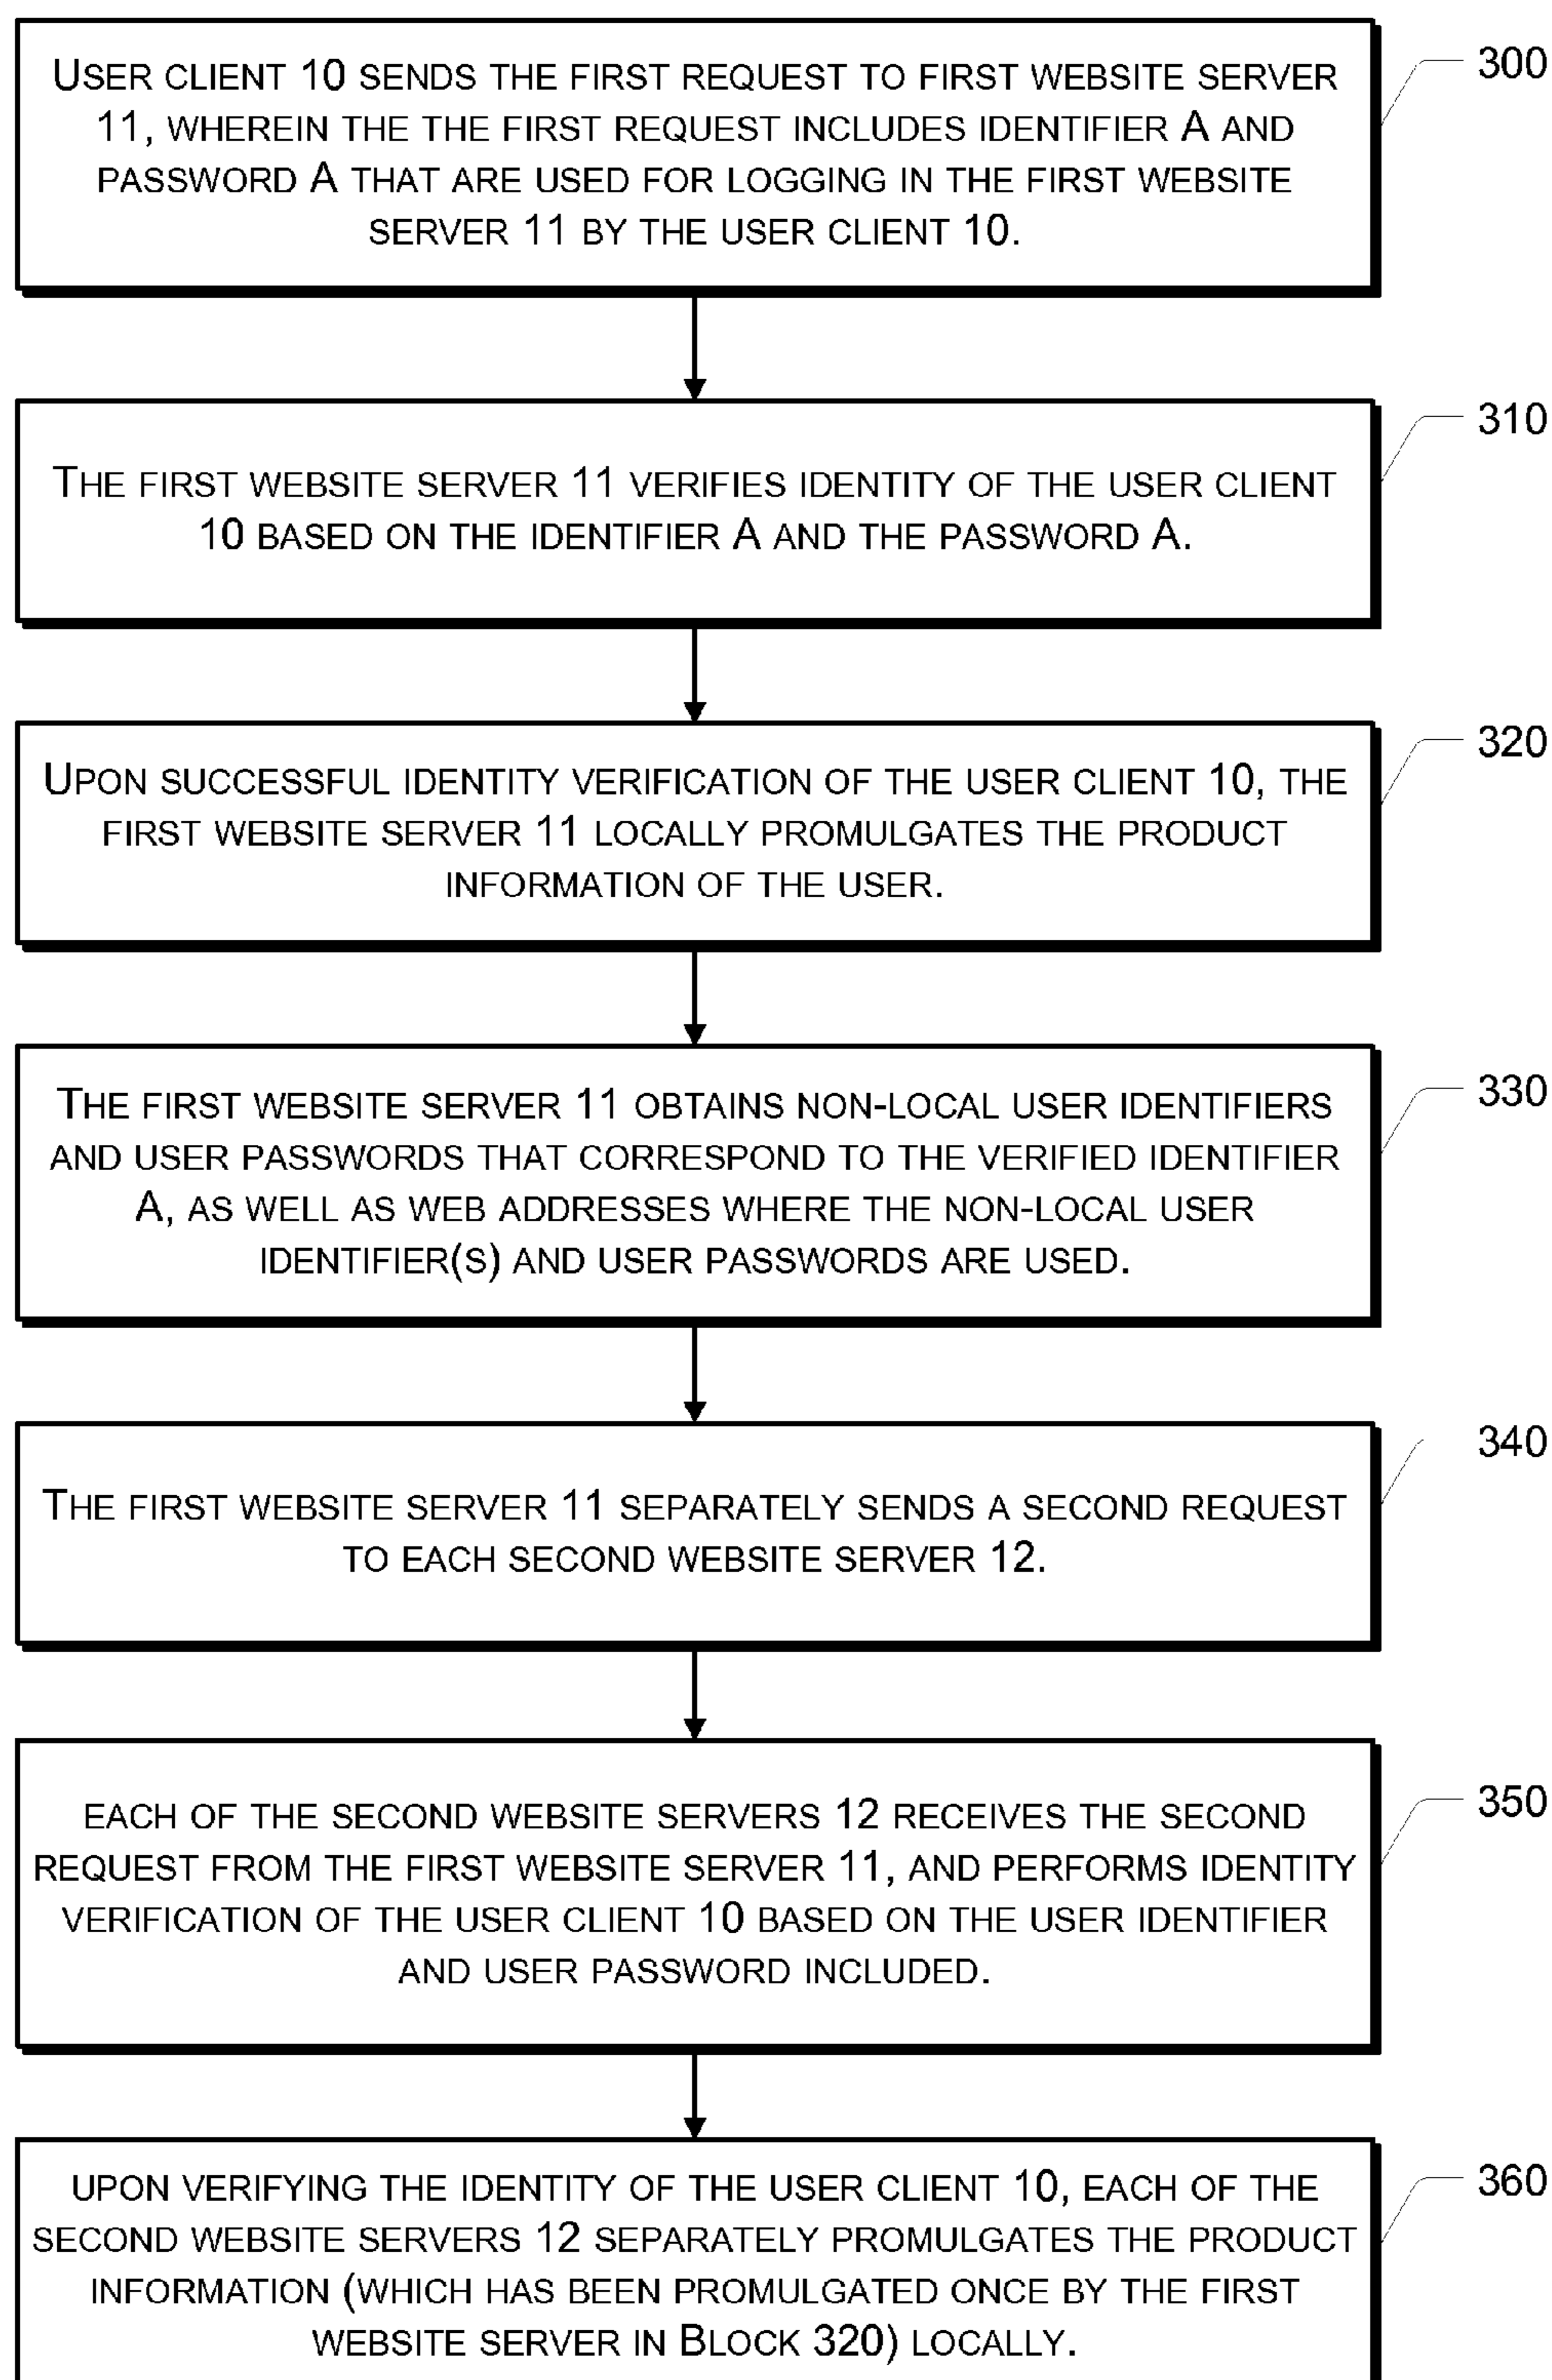 USER CLIENT 10 SENDS THE FIRST REQUEST TO FIRST WEBSITE SERVER
11, WHEREIN THE THE FIRST REQUEST INCLUDES IDENTIFIER A AND
PASSWORD A THAT ARE USED FOR LOGGING IN THE FIRST WEBSITE
SERVER 11 BY THE USER CLIENT 10.
300
THE FIRST WEBSITE SERVER 11 VERIFIES IDENTITY OF THE USER CLIENT
10 BASED ON THE IDENTIFIER A AND THE PASSWORD A.
310
UPON SUCCESSFUL IDENTITY VERIFICATION OF THE USER CLIENT 10, THE
FIRST WEBSITE SERVER 11 LOCALLY PROMULGATES THE PRODUCT
INFORMATION OF THE USER.
320
THE FIRST WEBSITE SERVER 11 OBTAINS NON-LOCAL USER IDENTIFIERS
AND USER PASSWORDS THAT CORRESPOND TO THE VERIFIED IDENTIFIER
A, AS WELL AS WEB ADDRESSES WHERE THE NON-LOCAL USER
IDENTIFIER(S) AND USER PASSWORDS ARE USED.
330
THE FIRST WEBSITE SERVER 11 SEPARATELY SENDS A SECOND REQUEST
TO EACH SECOND WEBSITE SERVER 12.
340
EACH OF THE SECOND WEBSITE SERVERS 12 RECEIVES THE SECOND
REQUEST FROM THE FIRST WEBSITE SERVER 11, AND PERFORMS IDENTITY
VERIFICATION OF THE USER CLIENT 10 BASED ON THE USER IDENTIFIER
AND USER PASSWORD INCLUDED.
350
UPON VERIFYING THE IDENTITY OF THE USER CLIENT 10, EACH OF THE
SECOND WEBSITE SERVERS 12 SEPARATELY PROMULGATES THE PRODUCT
INFORMATION (WHICH HAS BEEN PROMULGATED ONCE BY THE FIRST
WEBSITE SERVER IN BLOCK 320) LOCALLY.
360